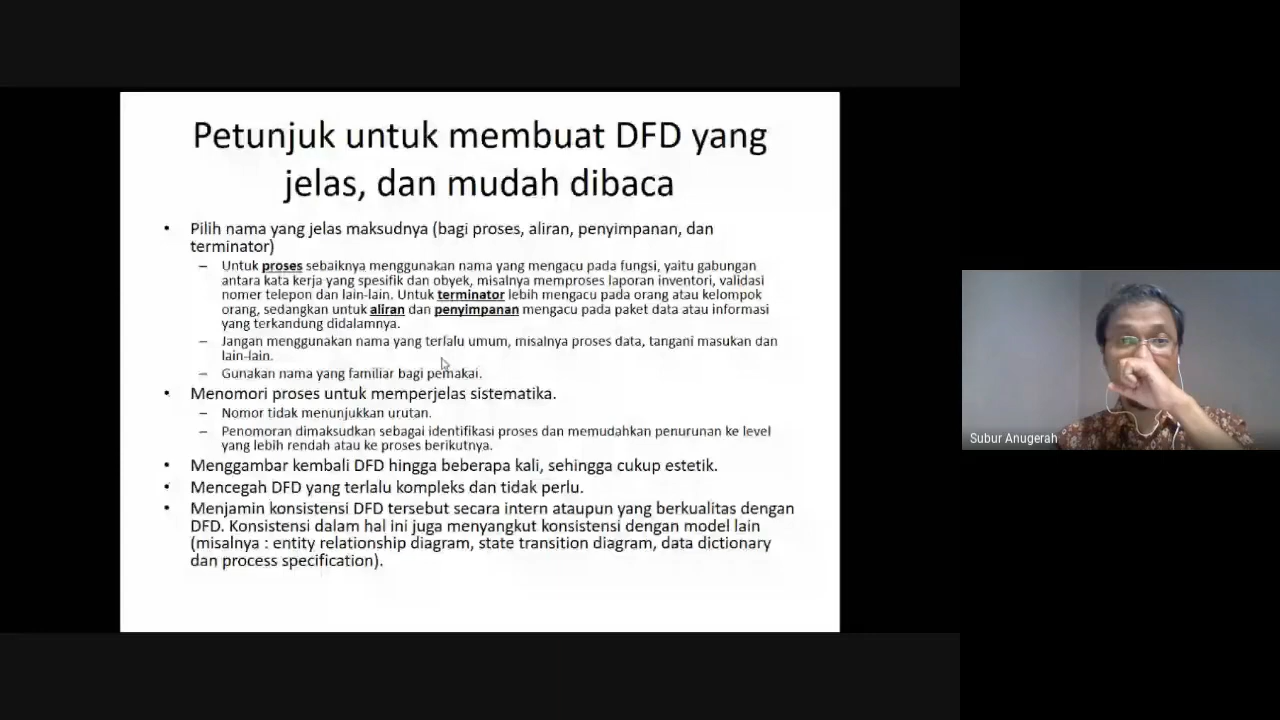 Petunjuk untuk membuat DFD yang
jelas, dan mudah dibaca
• Pilih nama yang jelas maksudnya (bagi proses, aliran, penyimpanan, dan
terminator)
– Untuk proses sebaiknya menggunakan nama yang mengacu pada fungsi, yaitu gabungan
antara kata kerja yang spesifik dan obyek, misalnya memproses laporan inventori, validasi
nomer telepon dan lain-lain. Untuk terminator lebih mengacu pada orang atau kelompok
orang, sedangkan untuk aliran dan penyimpanan mengacu pada paket data atau informasi
yang terkandung didalamnya.
– Jangan menggunakan nama yang terlalu umum, misalnya proses data, tangani masukan dan
lain-lain.
– Gunakan nama yang familiar bagi pemakai.
• Menomori proses untuk memperjelas sistematika.
– Nomor tidak menunjukkan urutan.
– Penomoran dimaksudkan sebagai identifikasi proses dan memudahkan penurunan ke level
yang lebih rendah atau ke proses berikutnya.
• Menggambar kembali DFD hingga beberapa kali, sehingga cukup estetik.
• Mencegah DFD yang terlalu kompleks dan tidak perlu.
• Menjamin konsistensi DFD tersebut secara intern ataupun yang berkualitas dengan
DFD. Konsistensi dalam hal ini juga menyangkut konsistensi dengan model lain
(misalnya : entity relationship diagram, state transition diagram, data dictionary
dan process specification).
Subur Anugerah